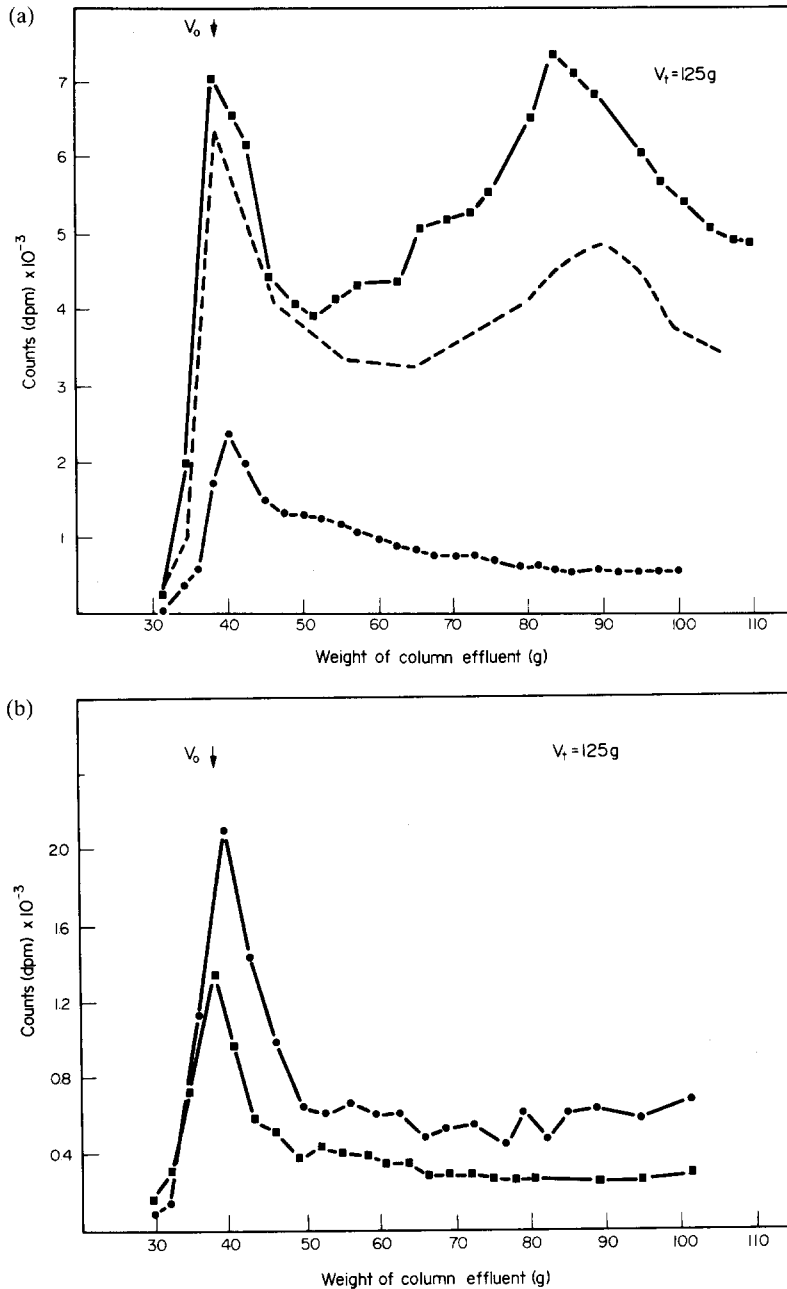 (a)
V₀
Vₜ = 125g
7
6
5
4
3
2
1
Counts (dpm) x 10⁻³
30 40 50 60 70 80 90 100 110
Weight of column effluent (g)
(b)
V₀
Vₜ = 125g
20
16
1.2
08
04
Counts (dpm) x 10⁻³
30 40 50 60 70 80 90 100 110
Weight of column effluent (g)